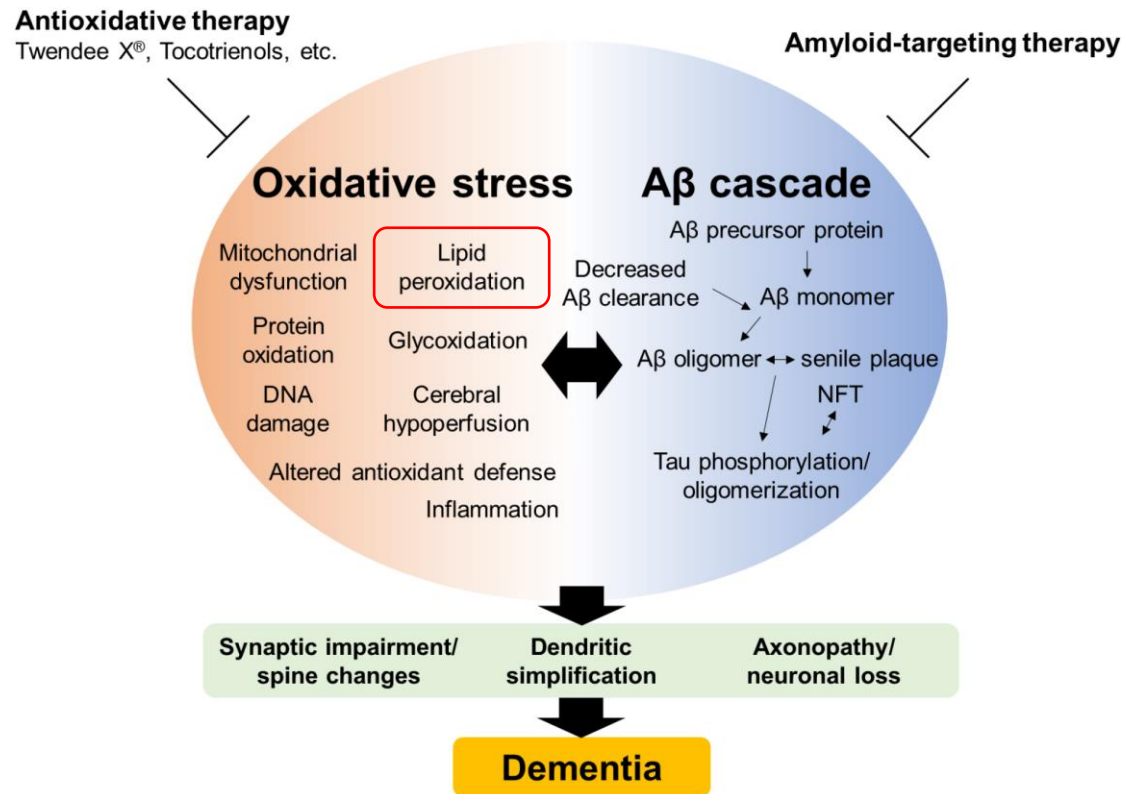 Antioxidative therapy
Twendee X®, Tocotrienols, etc.
Amyloid-targeting therapy
Oxidative stress
Mitochondrial
dysfunction
Lipid
peroxidation
Protein
oxidation
Glycoxidation
DNA
damage
Cerebral
hypoperfusion
Altered antioxidant defense
Inflammation
Aβ cascade
Aβ precursor protein
Decreased
Aβ clearance
Aβ monomer
Aβ oligomer
senile plaque
NFT
Tau phosphorylation/
oligomerization
Synaptic impairment/
spine changes
Dendritic
simplification
Axonopathy/
neuronal loss
Dementia